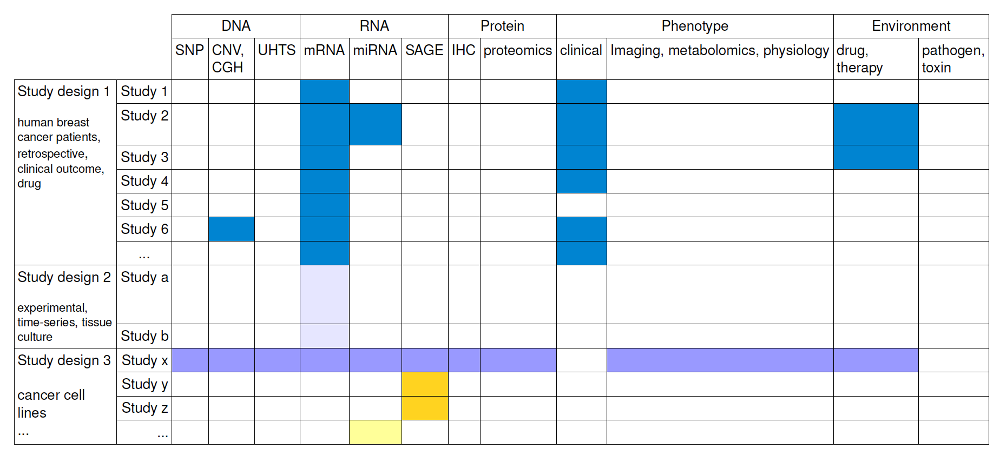 DNA RNA Protein Phenotype Environment
SNP CNV, UHTS mRNA miRNA SAGE IHC proteomics clinical Imaging, metabolomics, physiology drug, pathogen,
CGH therapy toxin
Study design 1 Study 1
human breast Study 2
cancer patients,
retrospective, Study 3
clinical outcome,
drug Study 4
Study 5
Study 6
...
Study design 2 Study a
experimental,
time-series, tissue
culture Study b
Study design 3 Study x
cancer cell Study y
lines Study z
... ...